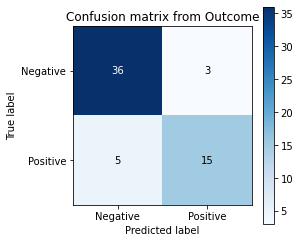 Confusion matrix from Outcome
True label
Negative
36
3
Positive
5
15
Negative Positive
Predicted label
35
30
25
20
15
10
5